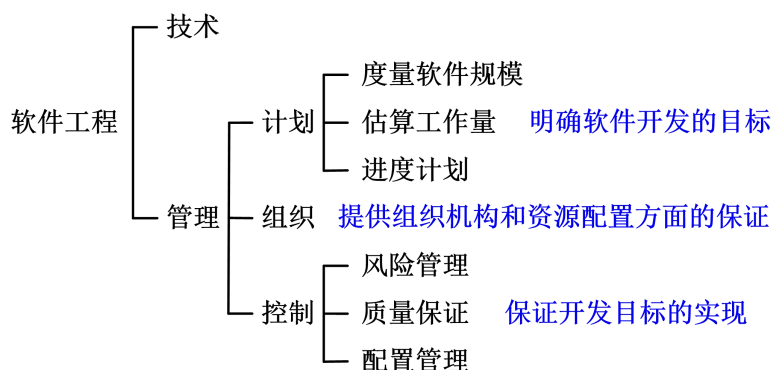 技术
度量软件规模
软件工程
计划
估算工作量
明确软件开发的目标
进度计划
管理
组织
提供组织机构和资源配置方面的保证
风险管理
控制
质量保证
保证开发目标的实现
配置管理